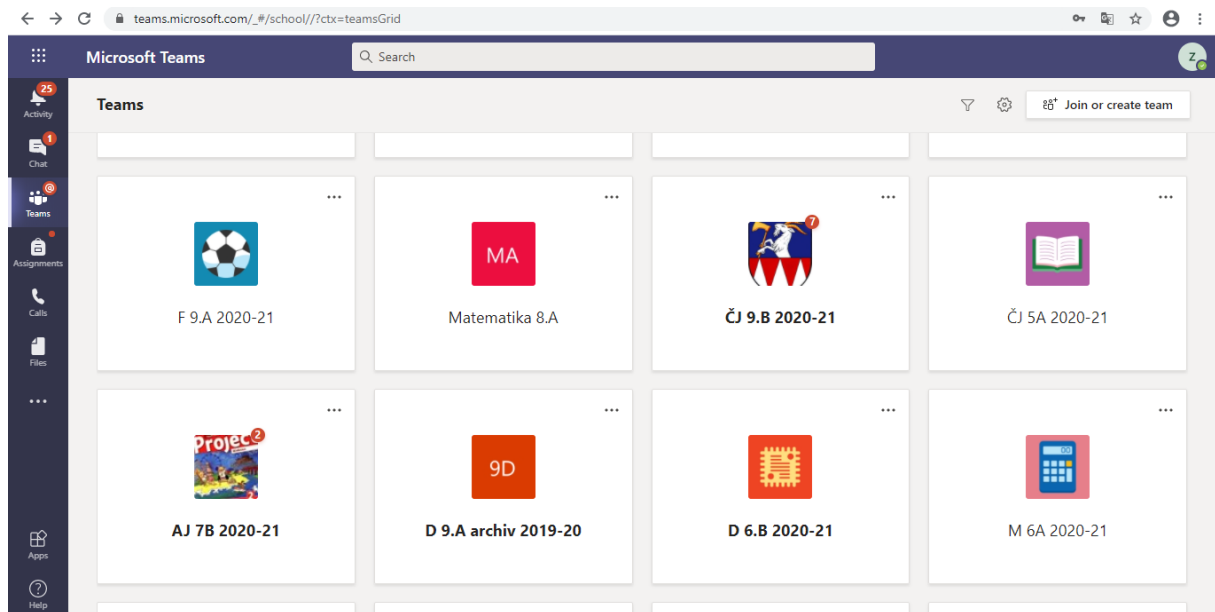 teams.microsoft.com/_#/school//?ctx=teamsGrid
Microsoft Teams
Search
Z
25
Activity
1
Chat
@
Teams
Assignments
Calls
Files
Apps
?
Help
Teams
Join or create team
F 9.A 2020-21
MA
Matematika 8.A
7
ČJ 9.B 2020-21
ČJ 5A 2020-21
Project
2
AJ 7B 2020-21
9D
D 9.A archiv 2019-20
D 6.B 2020-21
00
M 6A 2020-21